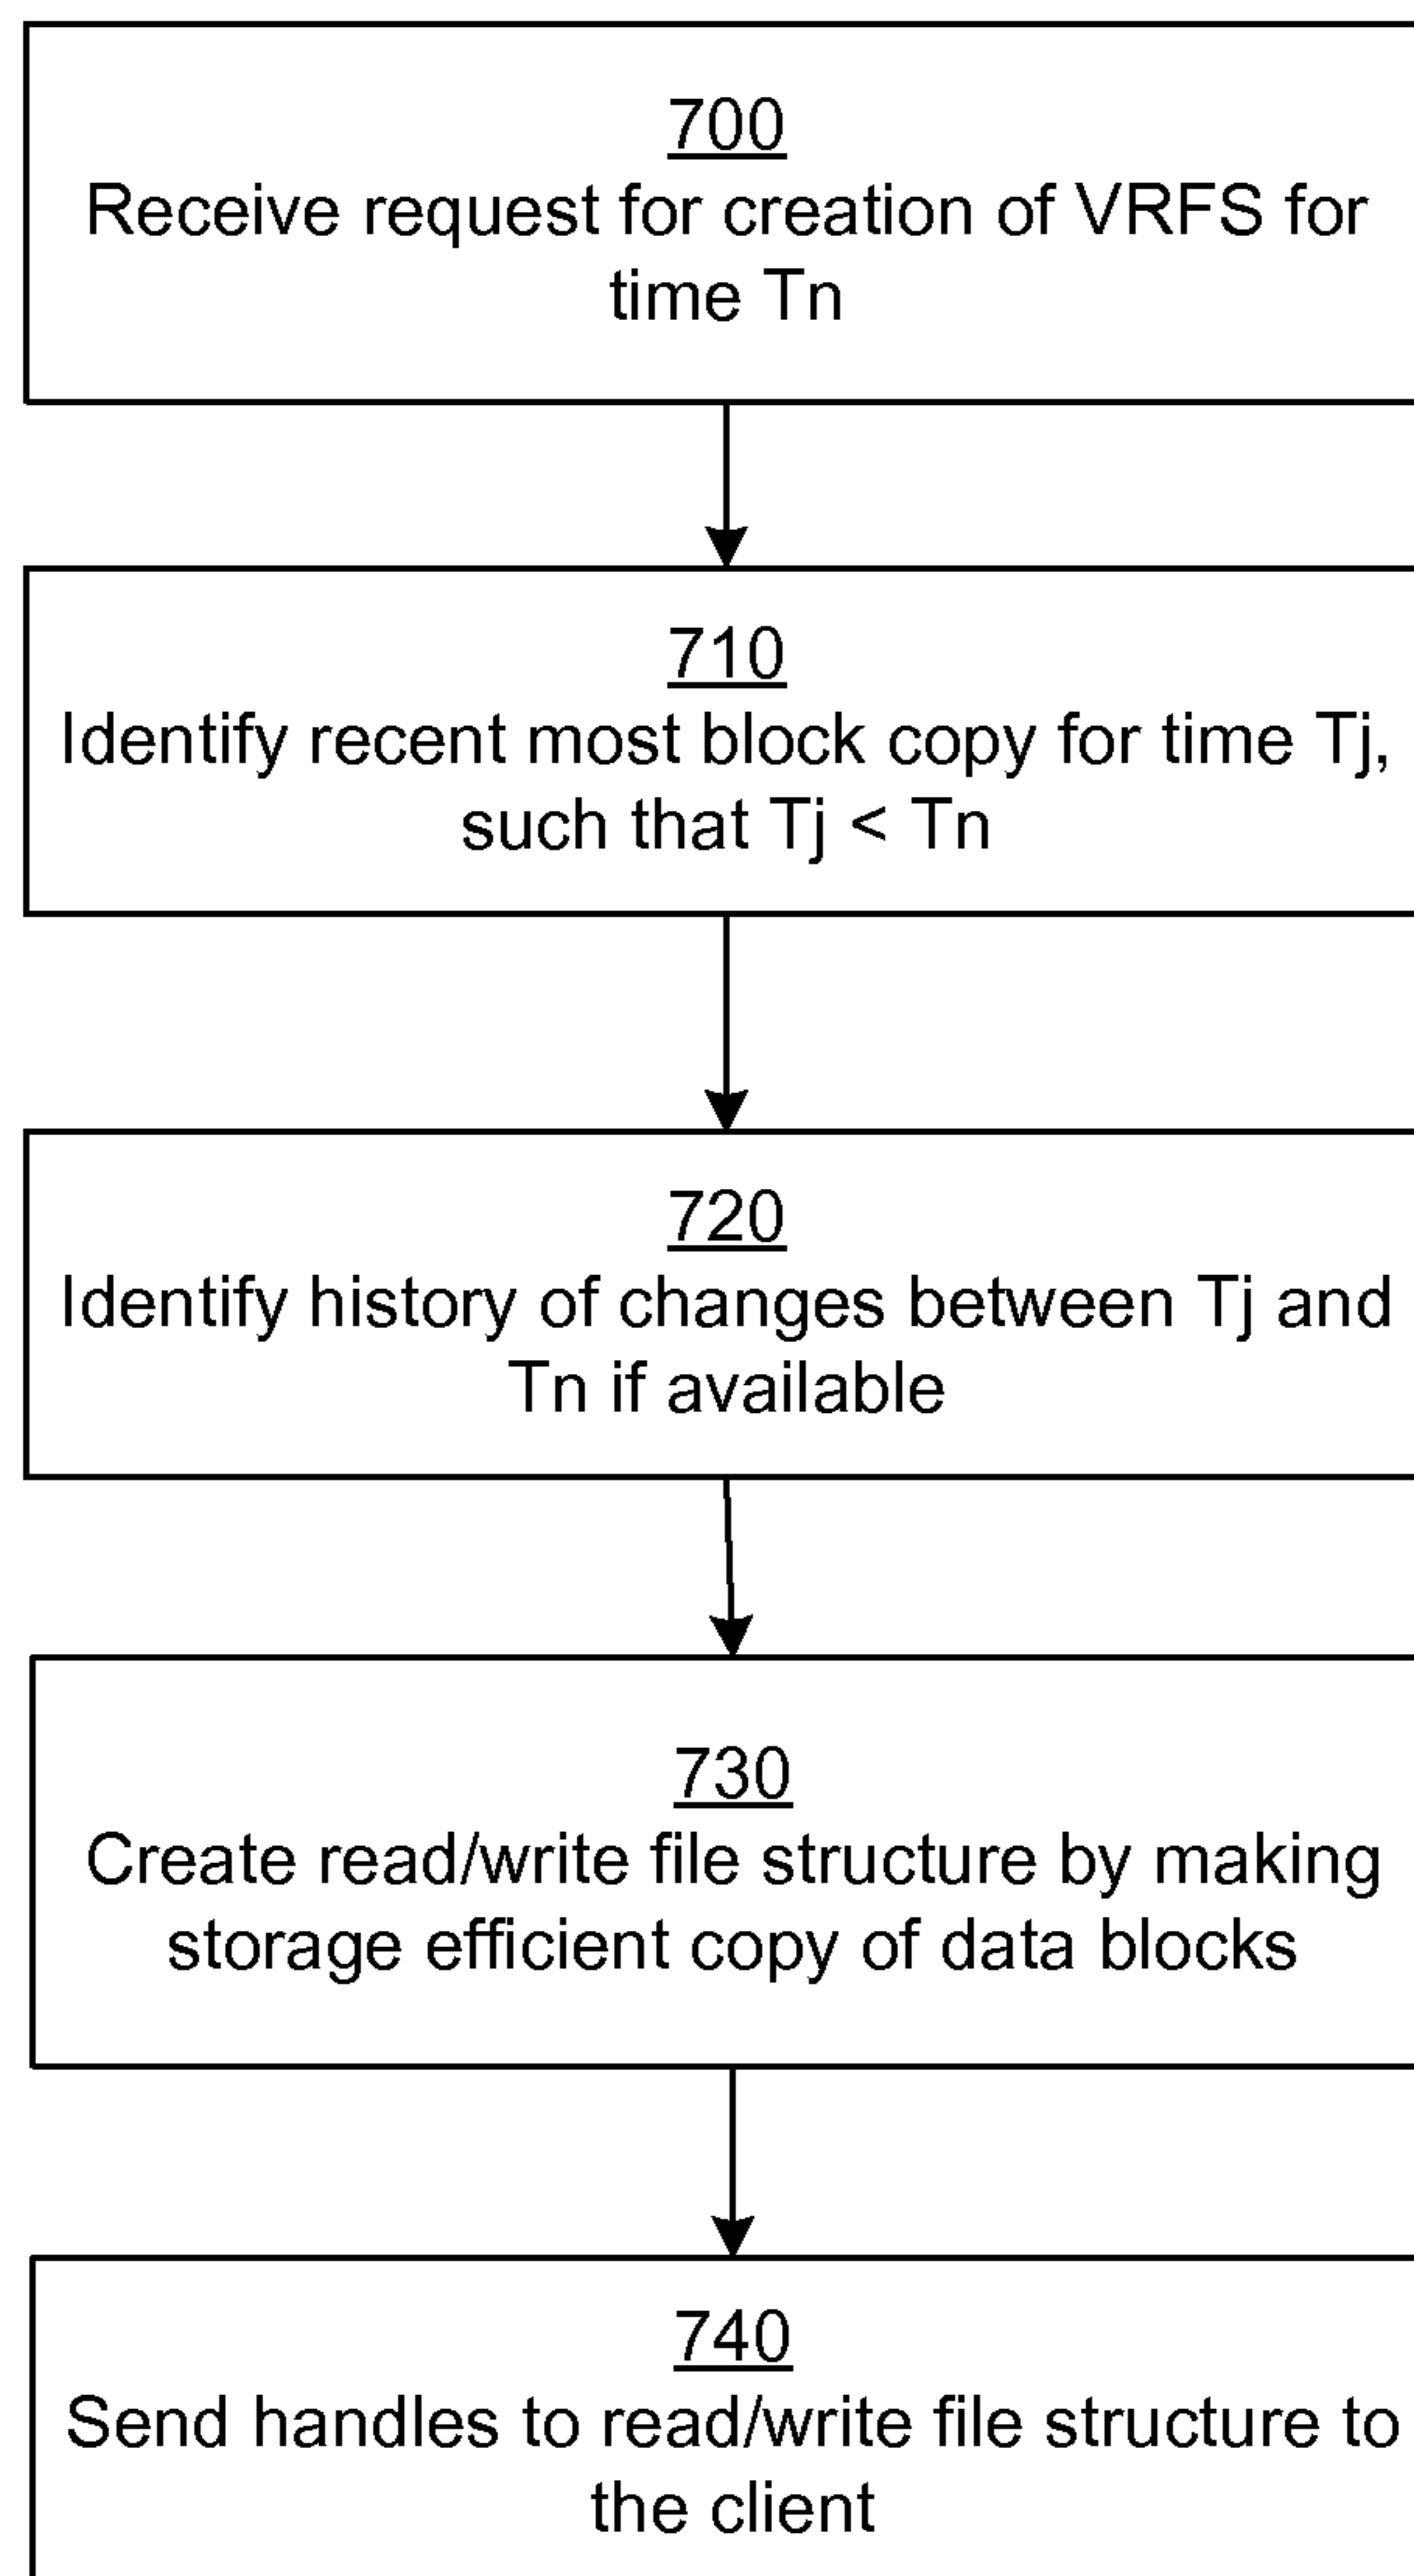 700
Receive request for creation of VRFS for
time Tn
710
Identify recent most block copy for time Tj,
such that Tj < Tn
720
Identify history of changes between Tj and
Tn if available
730
Create read/write file structure by making
storage efficient copy of data blocks
740
Send handles to read/write file structure to
the client